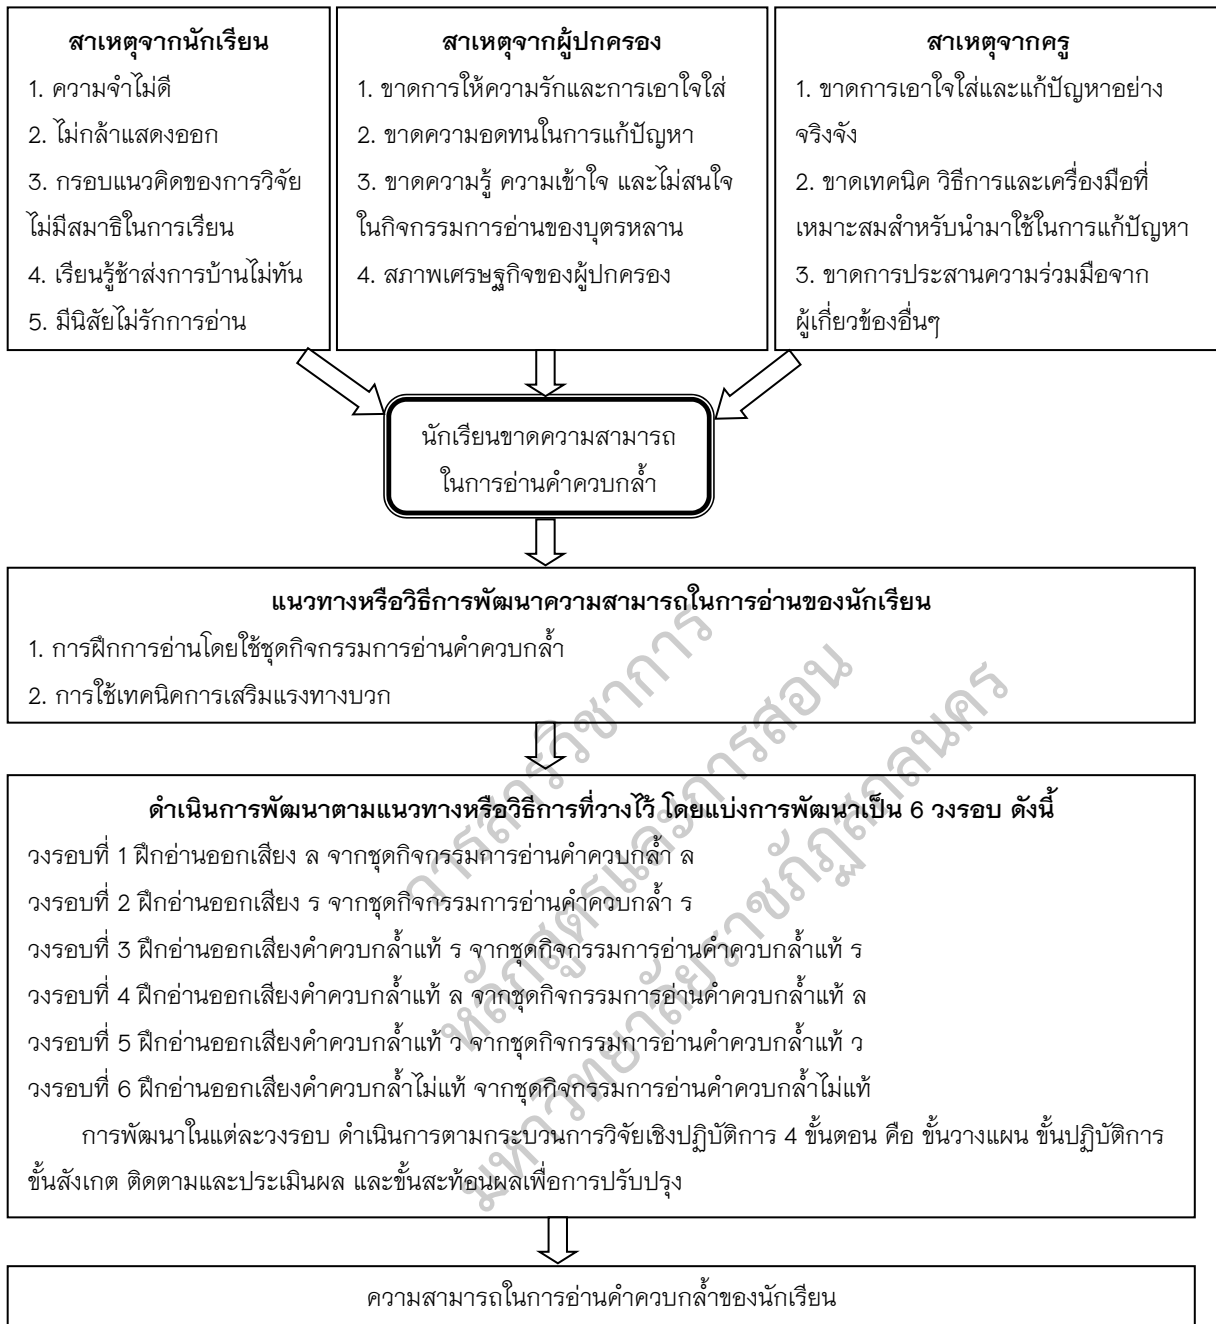 สาเหตุจากนักเรียน
1. ความจำไม่ดี
2. ไม่กล้าแสดงออก
3. กรอบแนวคิดของการวิจัย
ไม่มีสมาธิในการเรียน
4. เรียนรู้ช้าส่งการบ้านไม่ทัน
5. มีนิสัยไม่รักการอ่าน
สาเหตุจากผู้ปกครอง
1. ขาดการให้ความรักและการเอาใจใส่
2. ขาดความอดทนในการแก้ปัญหา
3. ขาดความรู้ ความเข้าใจ และไม่สนใจ
ในกิจกรรมการอ่านของบุตรหลาน
4. สภาพเศรษฐกิจของผู้ปกครอง
สาเหตุจากครู
1. ขาดการเอาใจใส่และแก้ปัญหาอย่าง
จริงจัง
2. ขาดเทคนิค วิธีการและเครื่องมือที่
เหมาะสมสำหรับนำมาใช้ในการแก้ปัญหา
3. ขาดการประสานความร่วมมือจาก
ผู้เกี่ยวข้องอื่นๆ
นักเรียนขาดความสามารถ
ในการอ่านคำควบกล้ำ
แนวทางหรือวิธีการพัฒนาความสามารถในการอ่านของนักเรียน
1. การฝึกการอ่านโดยใช้ชุดกิจกรรมการอ่านคำควบกล้ำ
2. การใช้เทคนิคการเสริมแรงทางบวก
ดำเนินการพัฒนาตามแนวทางหรือวิธีการที่วางไว้ โดยแบ่งการพัฒนาเป็น 6 วงรอบ ดังนี้
วงรอบที่ 1 ฝึกอ่านออกเสียง ล จากชุดกิจกรรมการอ่านคำควบกล้ำ ล
วงรอบที่ 2 ฝึกอ่านออกเสียง ร จากชุดกิจกรรมการอ่านคำควบกล้ำ ร
วงรอบที่ 3 ฝึกอ่านออกเสียงคำควบกล้ำแท้ ร จากชุดกิจกรรมการอ่านคำควบกล้ำแท้ ร
วงรอบที่ 4 ฝึกอ่านออกเสียงคำควบกล้ำแท้ ล จากชุดกิจกรรมการอ่านคำควบกล้ำแท้ ล
วงรอบที่ 5 ฝึกอ่านออกเสียงคำควบกล้ำแท้ ว จากชุดกิจกรรมการอ่านคำควบกล้ำแท้ ว
วงรอบที่ 6 ฝึกอ่านออกเสียงคำควบกล้ำไม่แท้ จากชุดกิจกรรมการอ่านคำควบกล้ำไม่แท้
การพัฒนาในแต่ละวงรอบ ดำเนินการตามกระบวนการวิจัยเชิงปฏิบัติการ 4 ขั้นตอน คือ ขั้นวางแผน ขั้นปฏิบัติการ
ขั้นสังเกต ติดตามและประเมินผล และขั้นสะท้อนผลเพื่อการปรับปรุง
ความสามารถในการอ่านคำควบกล้ำของนักเรียน
วารสารวิชาการ
หลักสูตรและการสอน
มหาวิทยาลัยราชภัฏสกลนคร